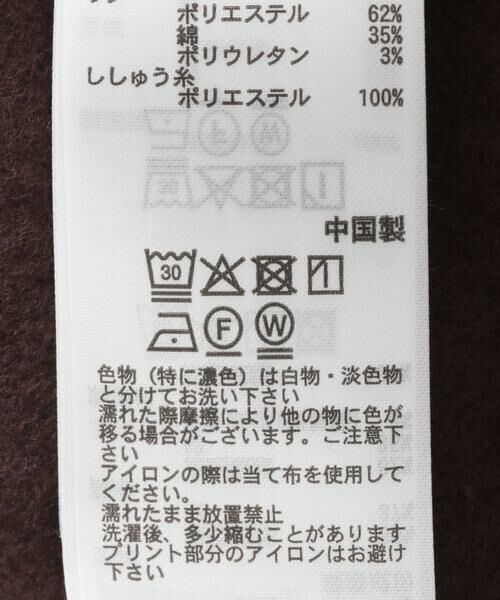 ポリエステル 62%
綿 35%
ポリウレタン 3%
ししゅう糸
ポリエステル 100%
中国製
30
F W
色物（特に濃色）は白物・淡色物
と分けてお洗い下さい
濡れた際摩擦により他の物に色が
移る場合がございます。ご注意下
さい
アイロンの際は当て布を使用して
ください。
濡れたまま放置禁止
洗濯後、多少縮むことがあります
プリント部分のアイロンはお避け
下さい